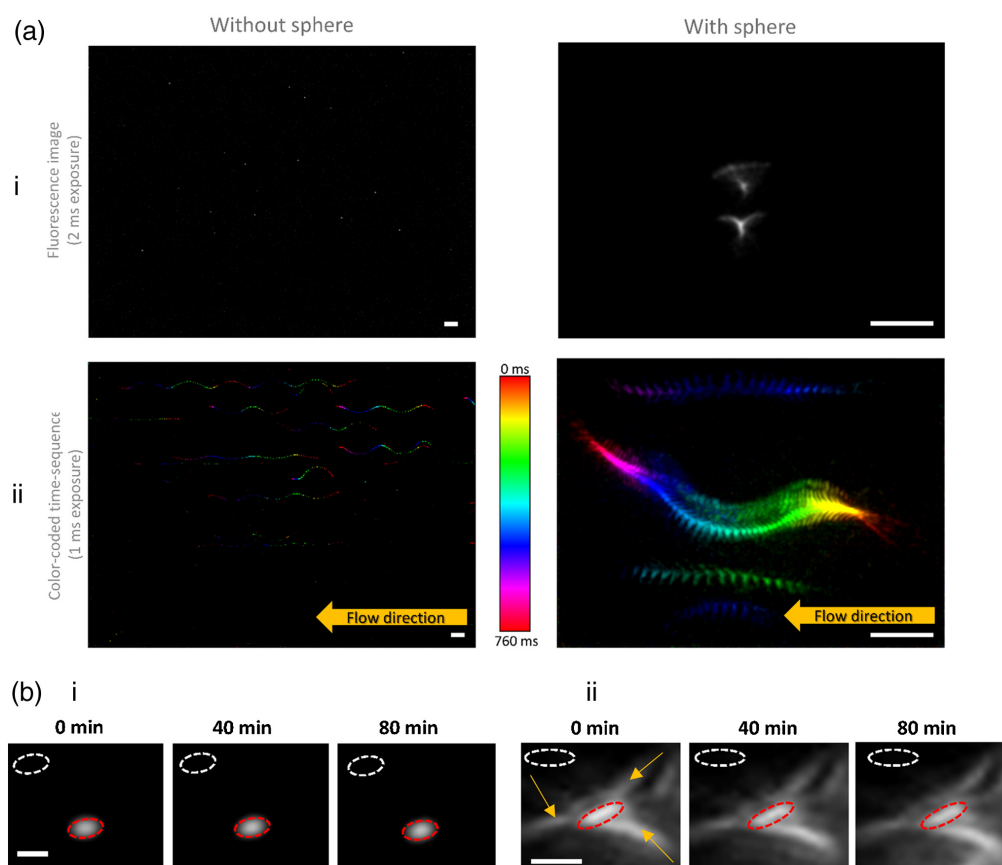 (a)
Without sphere
With sphere
i
Fluorescence image
(2 ms exposure)
ii
Color-coded time-sequence
(1 ms exposure)
0 ms
760 ms
Flow direction
Flow direction
(b)
i
ii
0 min
40 min
80 min
0 min
40 min
80 min